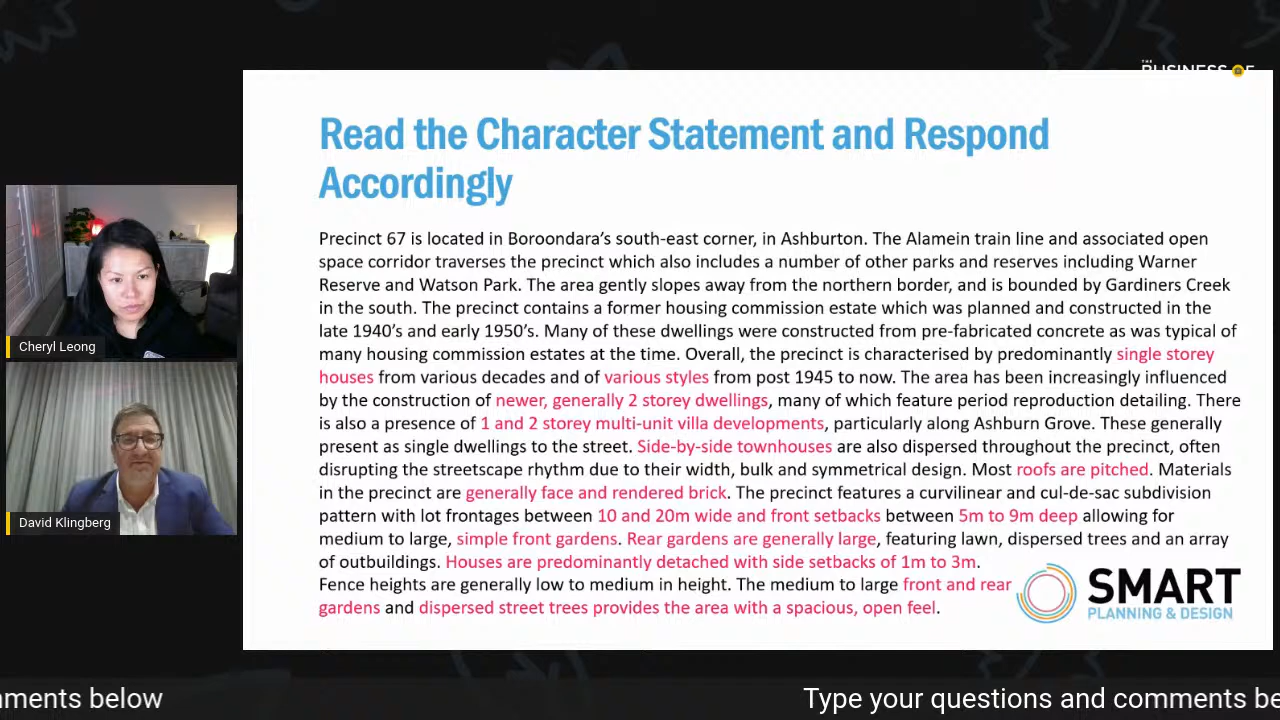 THE
BUSINESS OF
Read the Character Statement and Respond
Accordingly
Precinct 67 is located in Boroondara’s south-east corner, in Ashburton. The Alamein train line and associated open
space corridor traverses the precinct which also includes a number of other parks and reserves including Warner
Reserve and Watson Park. The area gently slopes away from the northern border, and is bounded by Gardiners Creek
in the south. The precinct contains a former housing commission estate which was planned and constructed in the
late 1940’s and early 1950’s. Many of these dwellings were constructed from pre-fabricated concrete as was typical of
many housing commission estates at the time. Overall, the precinct is characterised by predominantly single storey
houses from various decades and of various styles from post 1945 to now. The area has been increasingly influenced
by the construction of newer, generally 2 storey dwellings, many of which feature period reproduction detailing. There
is also a presence of 1 and 2 storey multi-unit villa developments, particularly along Ashburn Grove. These generally
present as single dwellings to the street. Side-by-side townhouses are also dispersed throughout the precinct, often
disrupting the streetscape rhythm due to their width, bulk and symmetrical design. Most roofs are pitched. Materials
in the precinct are generally face and rendered brick. The precinct features a curvilinear and cul-de-sac subdivision
pattern with lot frontages between 10 and 20m wide and front setbacks between 5m to 9m deep allowing for
medium to large, simple front gardens. Rear gardens are generally large, featuring lawn, dispersed trees and an array
of outbuildings. Houses are predominantly detached with side setbacks of 1m to 3m.
Fence heights are generally low to medium in height. The medium to large front and rear
gardens and dispersed street trees provides the area with a spacious, open feel.
SMART
PLANNING & DESIGN
Cheryl Leong
David Klingberg
ments below
Type your questions and comments be